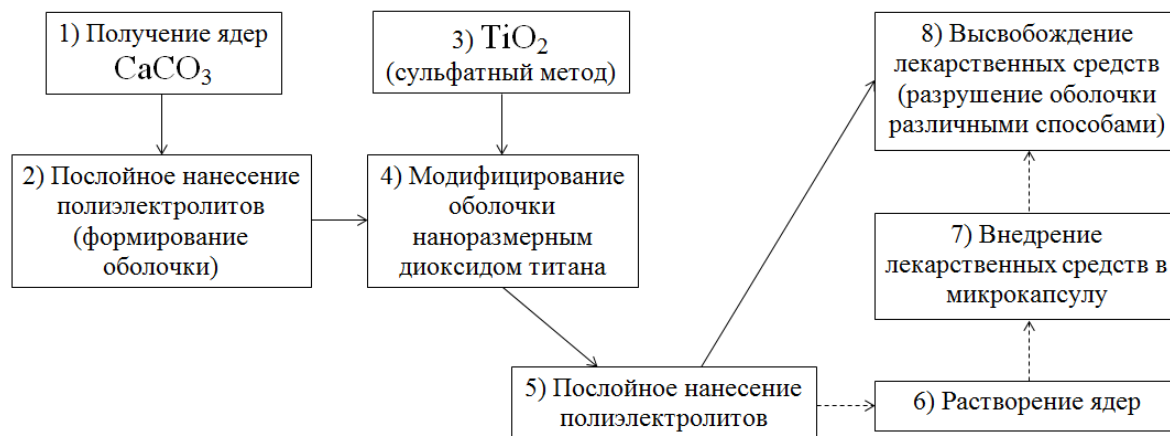 1) Получение ядер
CaCO₃
2) Послойное нанесение
полиэлектролитов
(формирование
оболочки)
3) TiO₂
(сульфатный метод)
4) Модифицирование
оболочки
наноразмерным
диоксидом титана
5) Послойное нанесение
полиэлектролитов
6) Растворение ядер
7) Внедрение
лекарственных средств в
микрокапсулу
8) Высвобождение
лекарственных средств
(разрушение оболочки
различными способами)